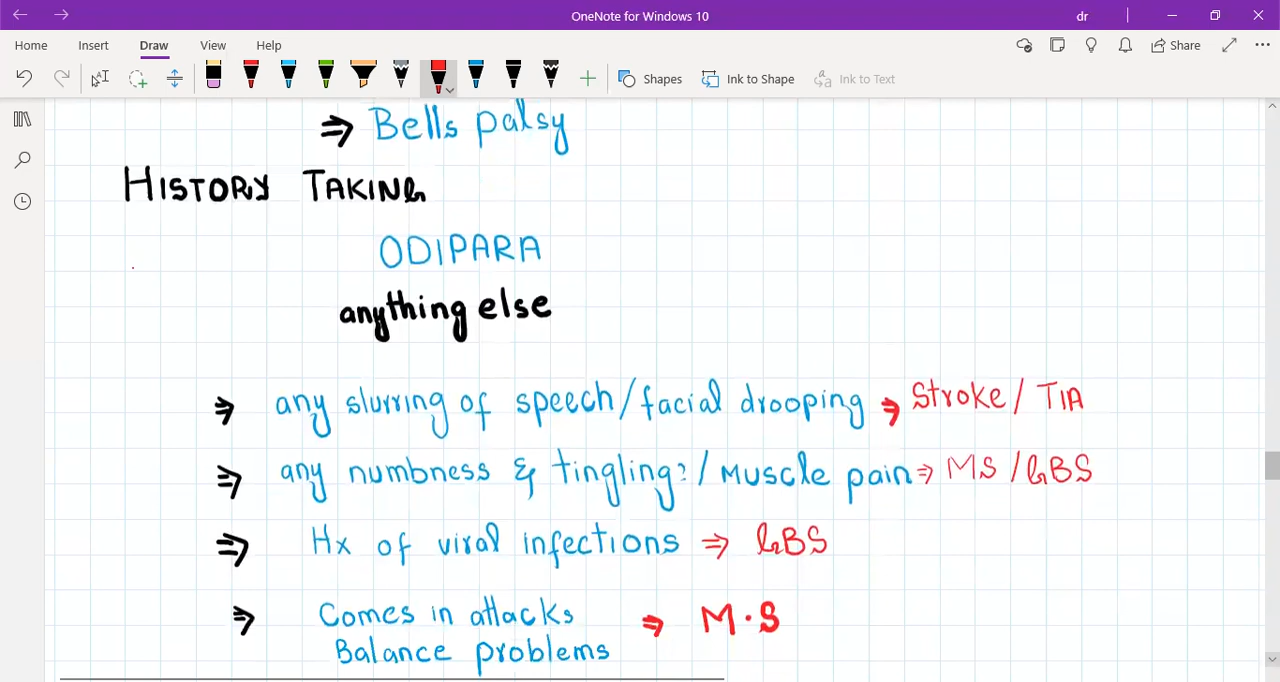 OneNote for Windows 10
dr
Home Insert Draw View Help
Share
Shapes Ink to Shape Ink to Text
⇒ Bells palsy
HISTORY TAKING
ODIPARA
anything else
⇒ any slurring of speech/facial drooping ⇒ Stroke/TIA
⇒ any numbness & tingling?/Muscle pain ⇒ MS/GBS
⇒ Hx of viral infections ⇒ GBS
⇒ Comes in attacks ⇒ M.S
Balance problems